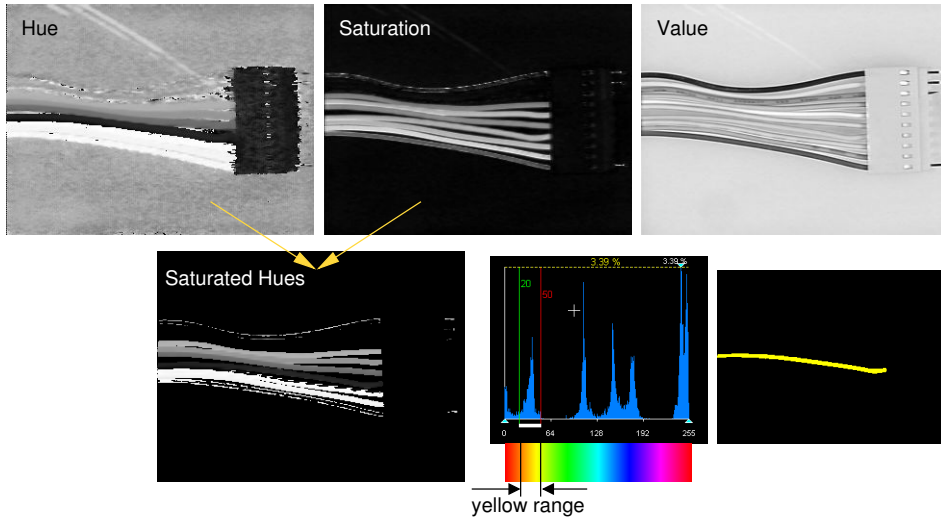 Hue
Saturation
Value
Saturated Hues
3.39 %
3.39 %
20
50
0 64 128 192 255
yellow range